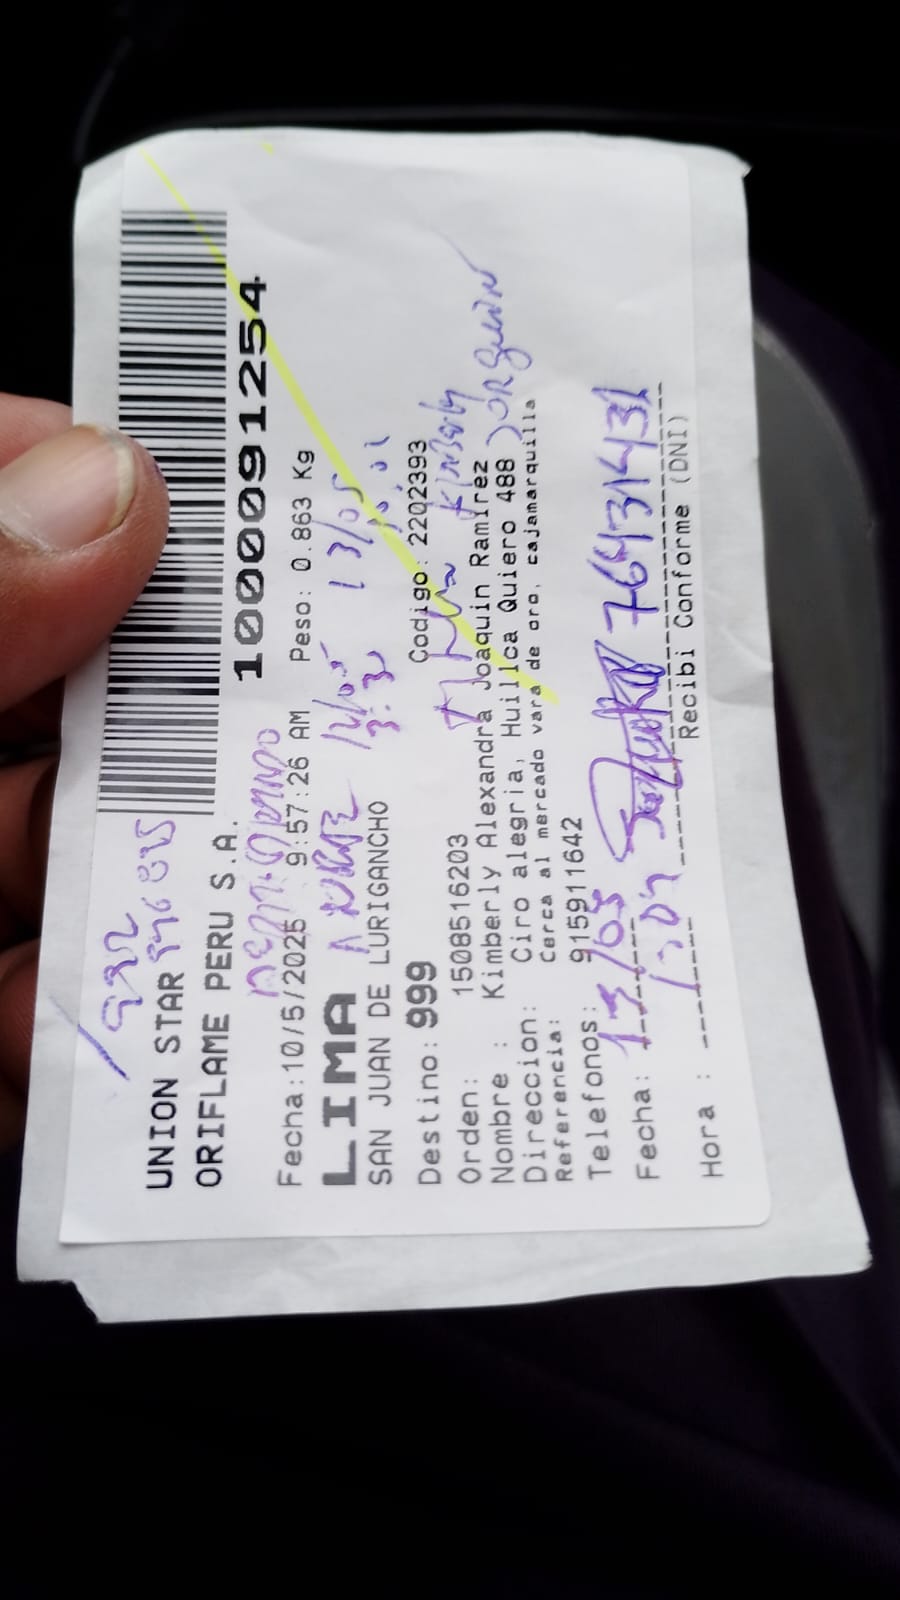 UNION STAR
ORIFLAME PERU S.A.
1000091254
Fecha:10/5/2025 9:57:26 AM Peso: 0.863 Kg
LIMA 13/05
SAN JUAN DE LURIGANCHO
Destino: 999 Codigo: 2202393
Orden: 1508516203
Nombre : Kimberly Alexandra Joaquin Ramirez
Direccion: Ciro alegria, Huillca Quiero 488
Referencia: Cerca al mercado vara de oro, cajamarquilla
Telefonos: 915911642
Fecha: 13/05 76431431
Hora : Recibi Conforme (DNI)